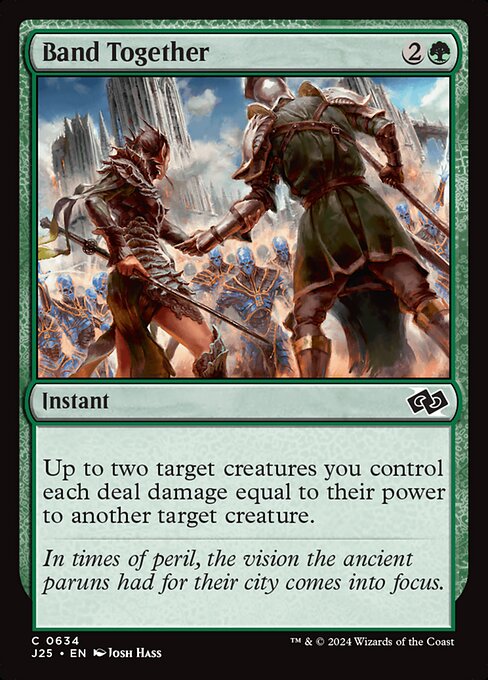 Band Together 2
Instant
Up to two target creatures you control
each deal damage equal to their power
to another target creature.
In times of peril, the vision the ancient
paruns had for their city comes into focus.
C 0634
J25 • EN Josh Hass
™ & © 2024 Wizards of the Coast